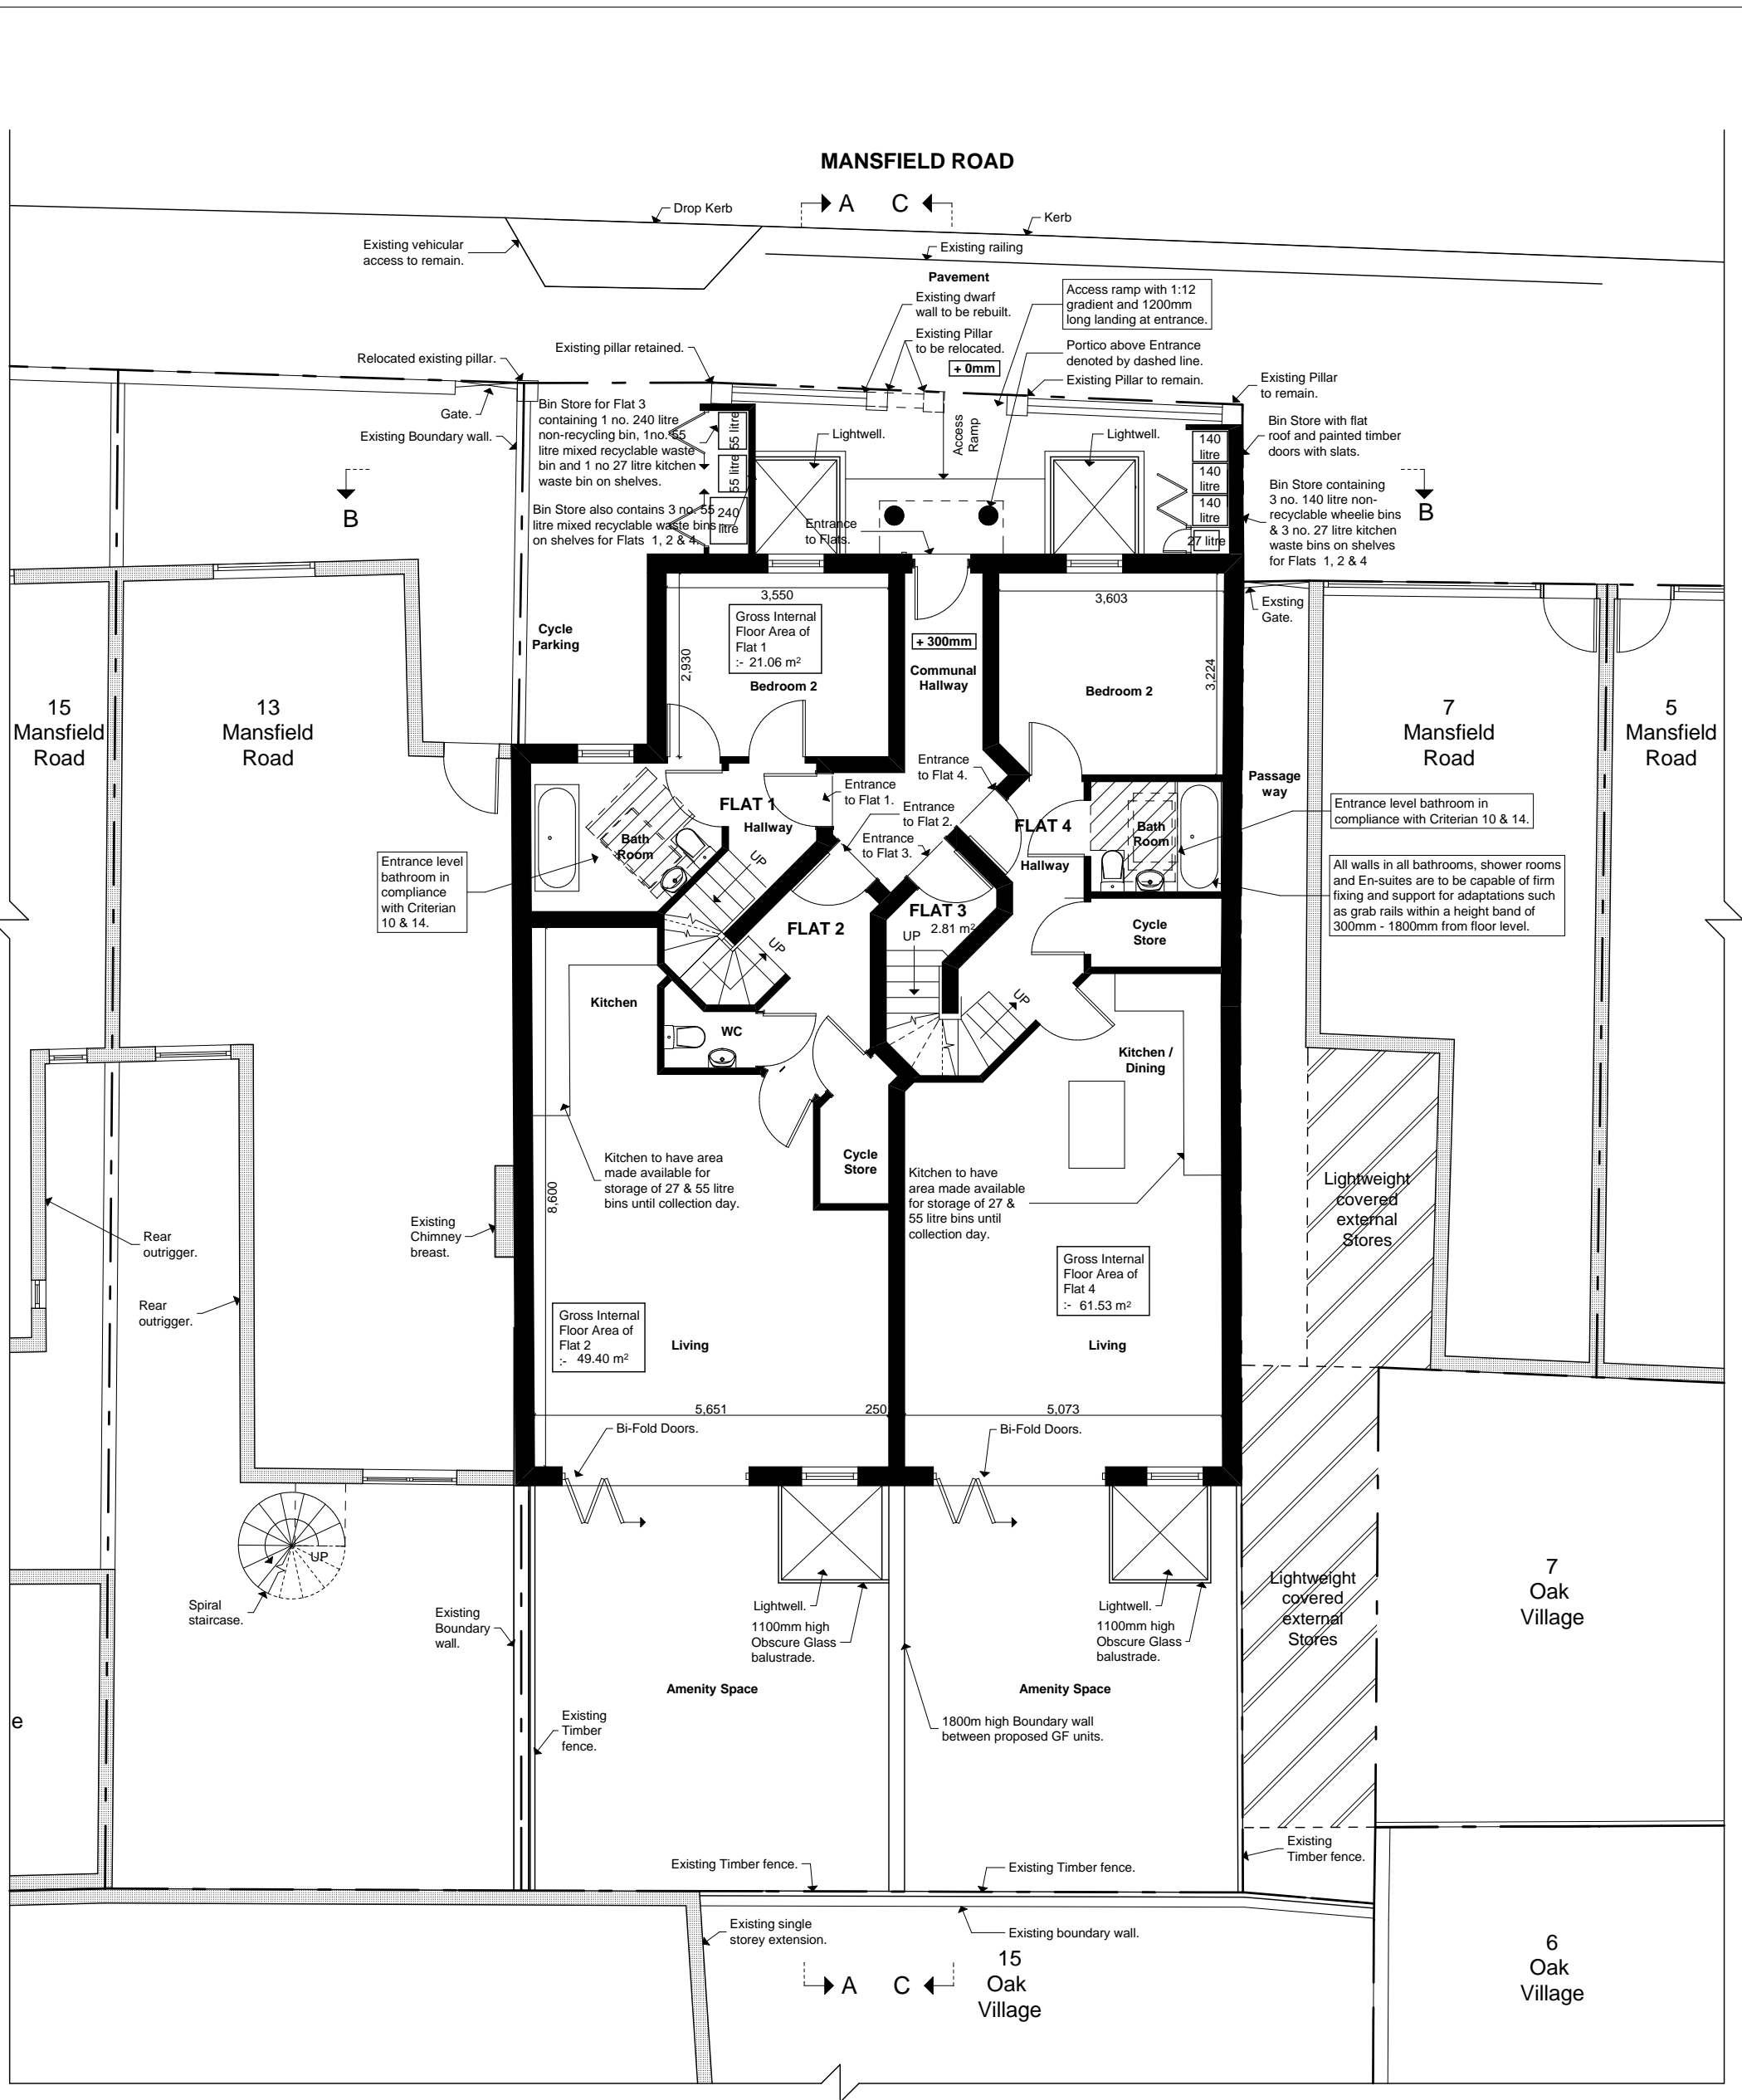 MANSFIELD ROAD
A
C
Drop Kerb
Kerb
Existing vehicular
access to remain.
Existing railing
Pavement
Existing dwarf
wall to be rebuilt.
Access ramp with 1:12
gradient and 1200mm
long landing at entrance.
Existing Pillar
to be relocated.
Existing pillar retained.
Relocated existing pillar.
Portico above Entrance
denoted by dashed line.
+ 0mm
Existing Pillar to remain.
Existing Pillar
to remain.
Gate.
Existing Boundary wall.
Bin Store for Flat 3
containing 1 no. 240 litre
non-recycling bin, 1no. 55
litre mixed recyclable waste
bin and 1 no 27 litre kitchen
waste bin on shelves.
Bin Store also contains 3 no. 55
litre mixed recyclable waste bins
on shelves for Flats 1, 2 & 4.
55 litre
55 litre
240
litre
Lightwell.
Access
Ramp
Lightwell.
140
litre
140
litre
140
litre
27 litre
Bin Store with flat
roof and painted timber
doors with slats.
Bin Store containing
3 no. 140 litre non-
recyclable wheelie bins
& 3 no. 27 litre kitchen
waste bins on shelves
for Flats 1, 2 & 4
B
B
Entrance
to Flats.
3,550
3,603
Gross Internal
Floor Area of
Flat 1
:- 21.06 m²
2,930
Bedroom 2
Cycle
Parking
+ 300mm
Communal
Hallway
Bedroom 2
3,224
Exsting
Gate.
15
Mansfield
Road
13
Mansfield
Road
7
Mansfield
Road
5
Mansfield
Road
Passage
way
Entrance
to Flat 4.
Entrance
to Flat 1.
Entrance
to Flat 2.
Entrance
to Flat 3.
FLAT 1
Hallway
Bath
Room
UP
FLAT 4
Hallway
Bath
Room
Entrance level bathroom in
compliance with Criterian 10 & 14.
Entrance level
bathroom in
compliance
with Criterian
10 & 14.
All walls in all bathrooms, shower rooms
and En-suites are to be capable of firm
fixing and support for adaptations such
as grab rails within a height band of
300mm - 1800mm from floor level.
FLAT 2
UP
FLAT 3
2.81 m²
UP
Cycle
Store
UP
Kitchen
WC
Kitchen /
Dining
Kitchen to have area
made available for
storage of 27 & 55 litre
bins until collection day.
Cycle
Store
Kitchen to have
area made available
for storage of 27 &
55 litre bins until
collection day.
8,600
Existing
Chimney
breast.
Rear
outrigger.
Rear
outrigger.
Lightweight
covered
external
Stores
Gross Internal
Floor Area of
Flat 4
:- 61.53 m²
Gross Internal
Floor Area of
Flat 2
:- 49.40 m²
Living
Living
5,651
250
5,073
Bi-Fold Doors.
Bi-Fold Doors.
UP
Spiral
staircase.
Existing
Boundary
wall.
Lightwell.
1100mm high
Obscure Glass
balustrade.
Lightwell.
1100mm high
Obscure Glass
balustrade.
Lightweight
covered
external
Stores
7
Oak
Village
Amenity Space
Amenity Space
e
Existing
Timber
fence.
1800m high Boundary wall
between proposed GF units.
Existing Timber fence.
Existing Timber fence.
Existing
Timber fence.
Existing single
storey extension.
Existing boundary wall.
A
C
15
Oak
Village
6
Oak
Village